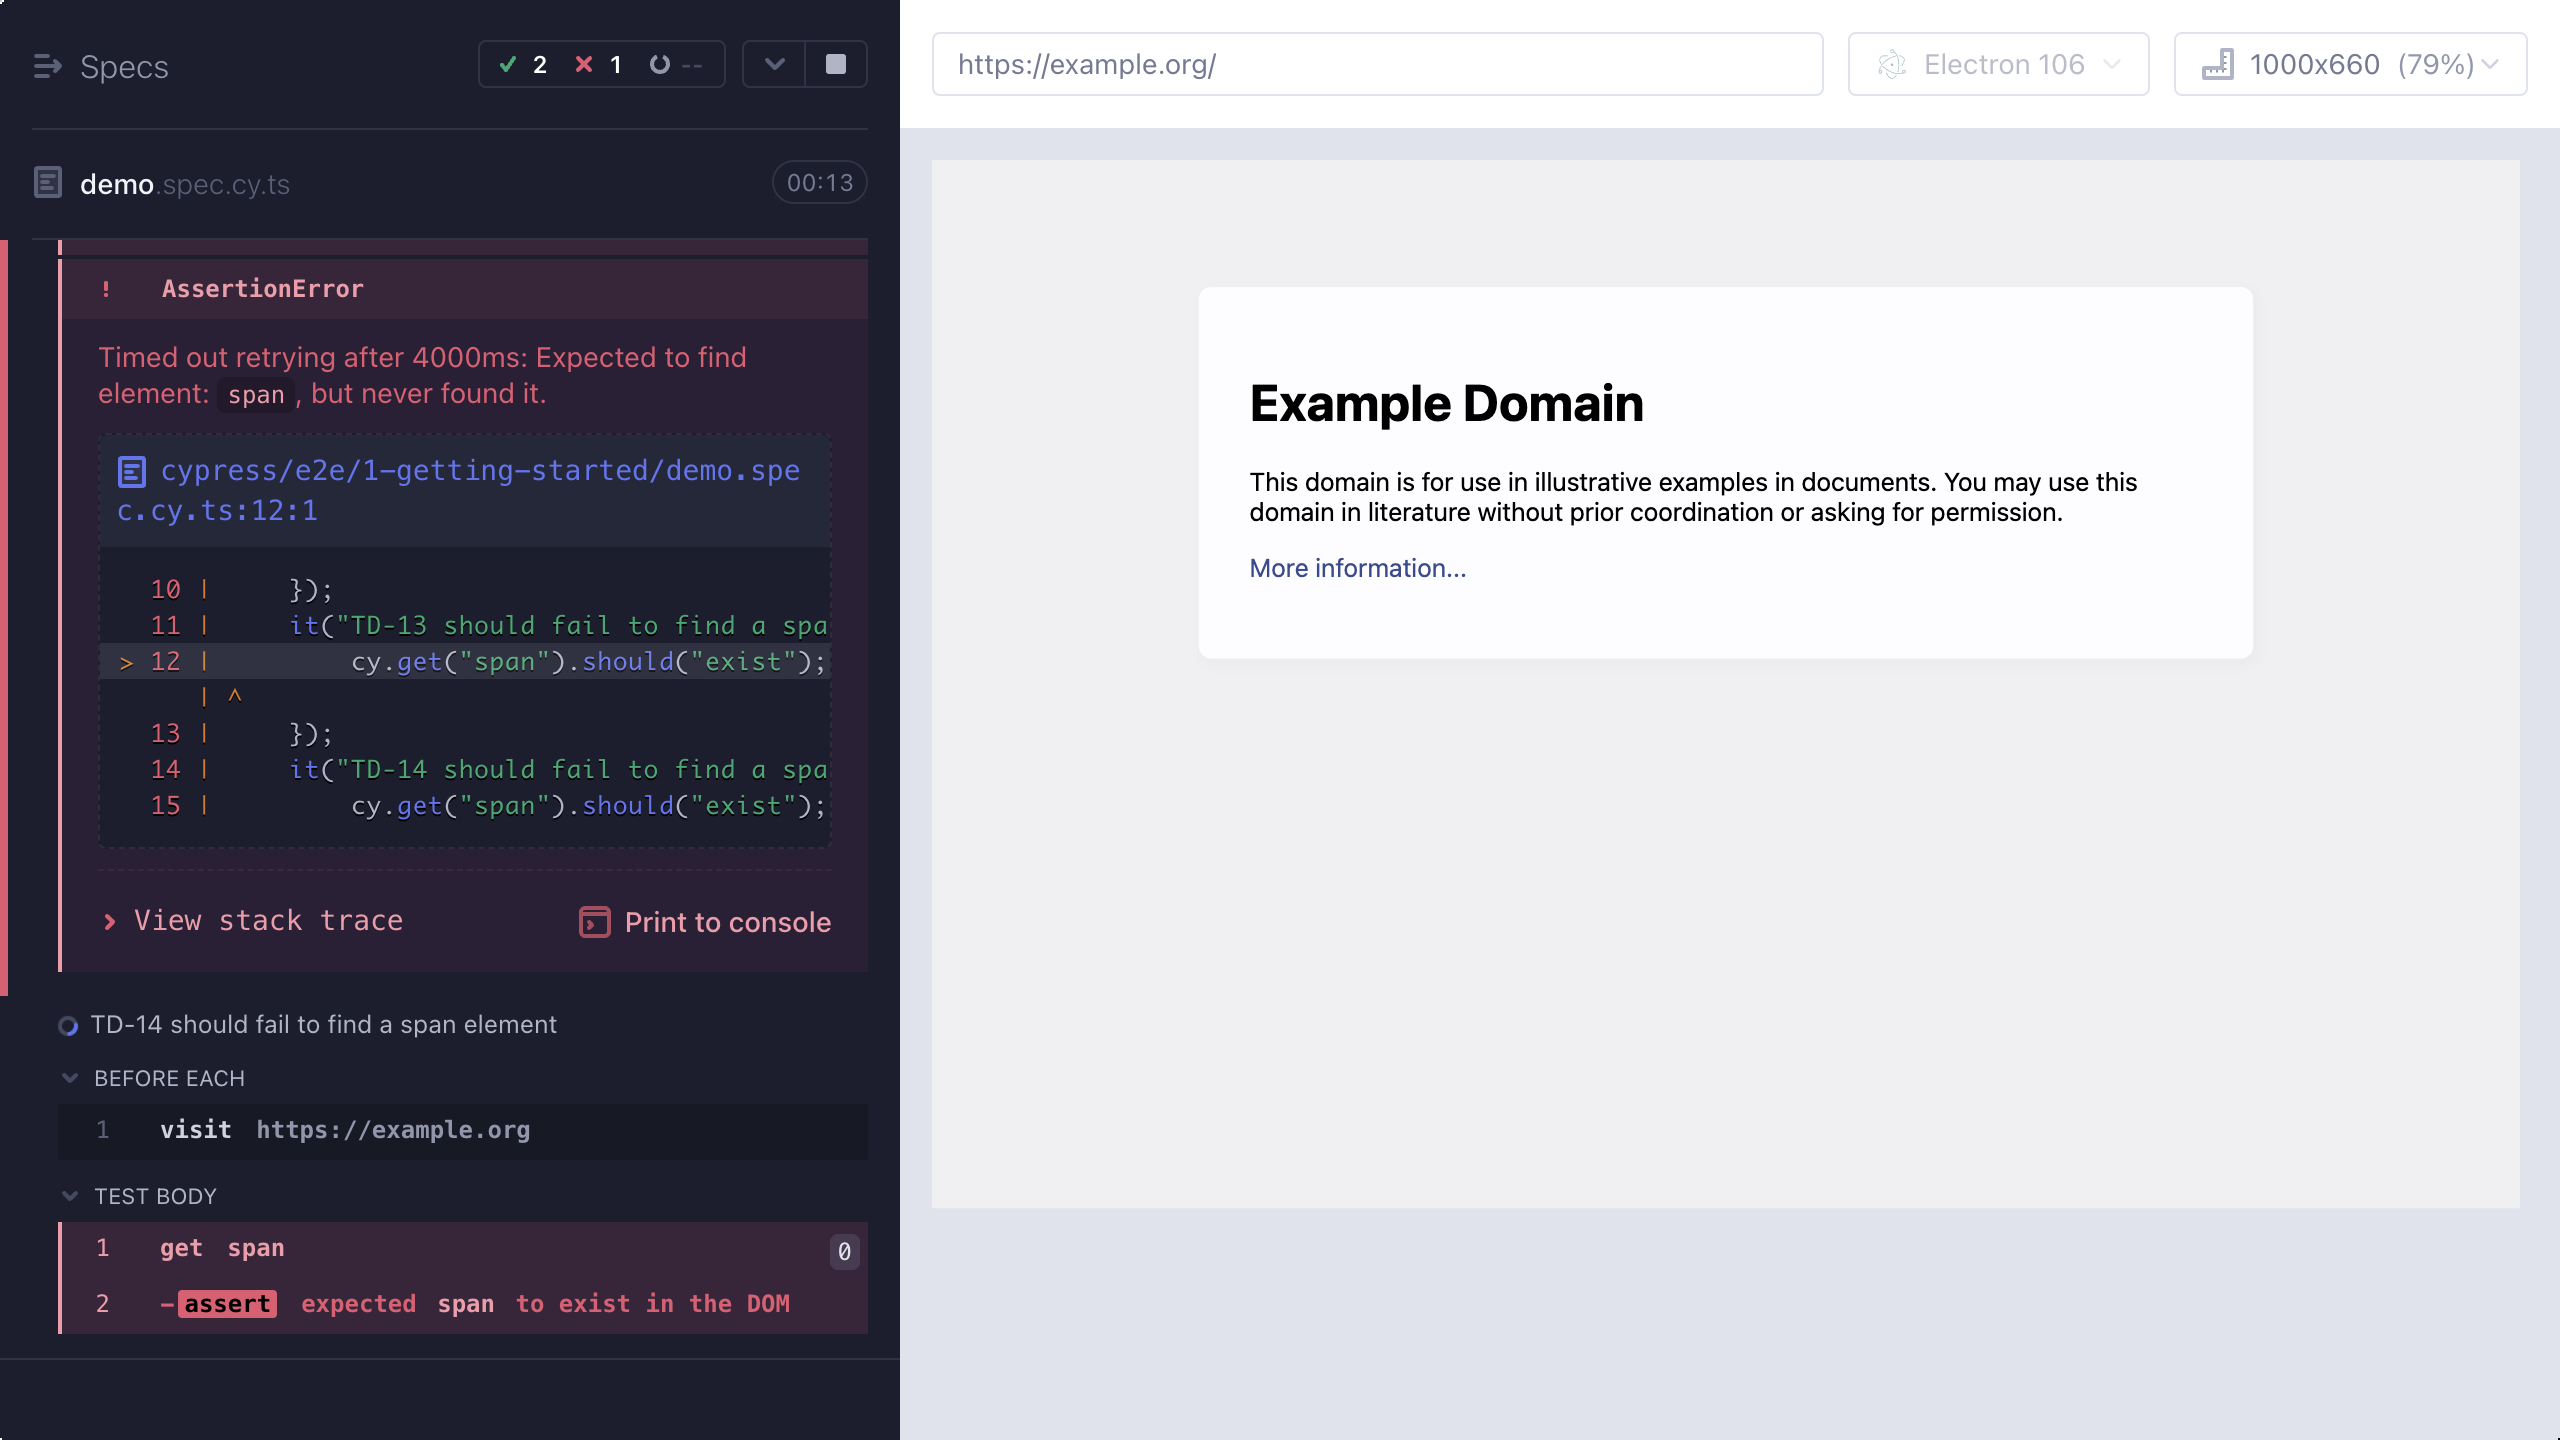 Specs
2 1 --
demo.spec.cy.ts
00:13
! AssertionError
Timed out retrying after 4000ms: Expected to find
element: span, but never found it.
cypress/e2e/1-getting-started/demo.spe
c.cy.ts:12:1
10 |     });
11 |     it("TD-13 should fail to find a spa
> 12 |         cy.get("span").should("exist");
| ^
13 |     });
14 |     it("TD-14 should fail to find a spa
15 |         cy.get("span").should("exist");
View stack trace
Print to console
TD-14 should fail to find a span element
BEFORE EACH
1 visit https://example.org
TEST BODY
1 get span 0
2 -assert expected span to exist in the DOM
https://example.org/
Electron 106
1000x660 (79%)
Example Domain
This domain is for use in illustrative examples in documents. You may use this
domain in literature without prior coordination or asking for permission.
More information...